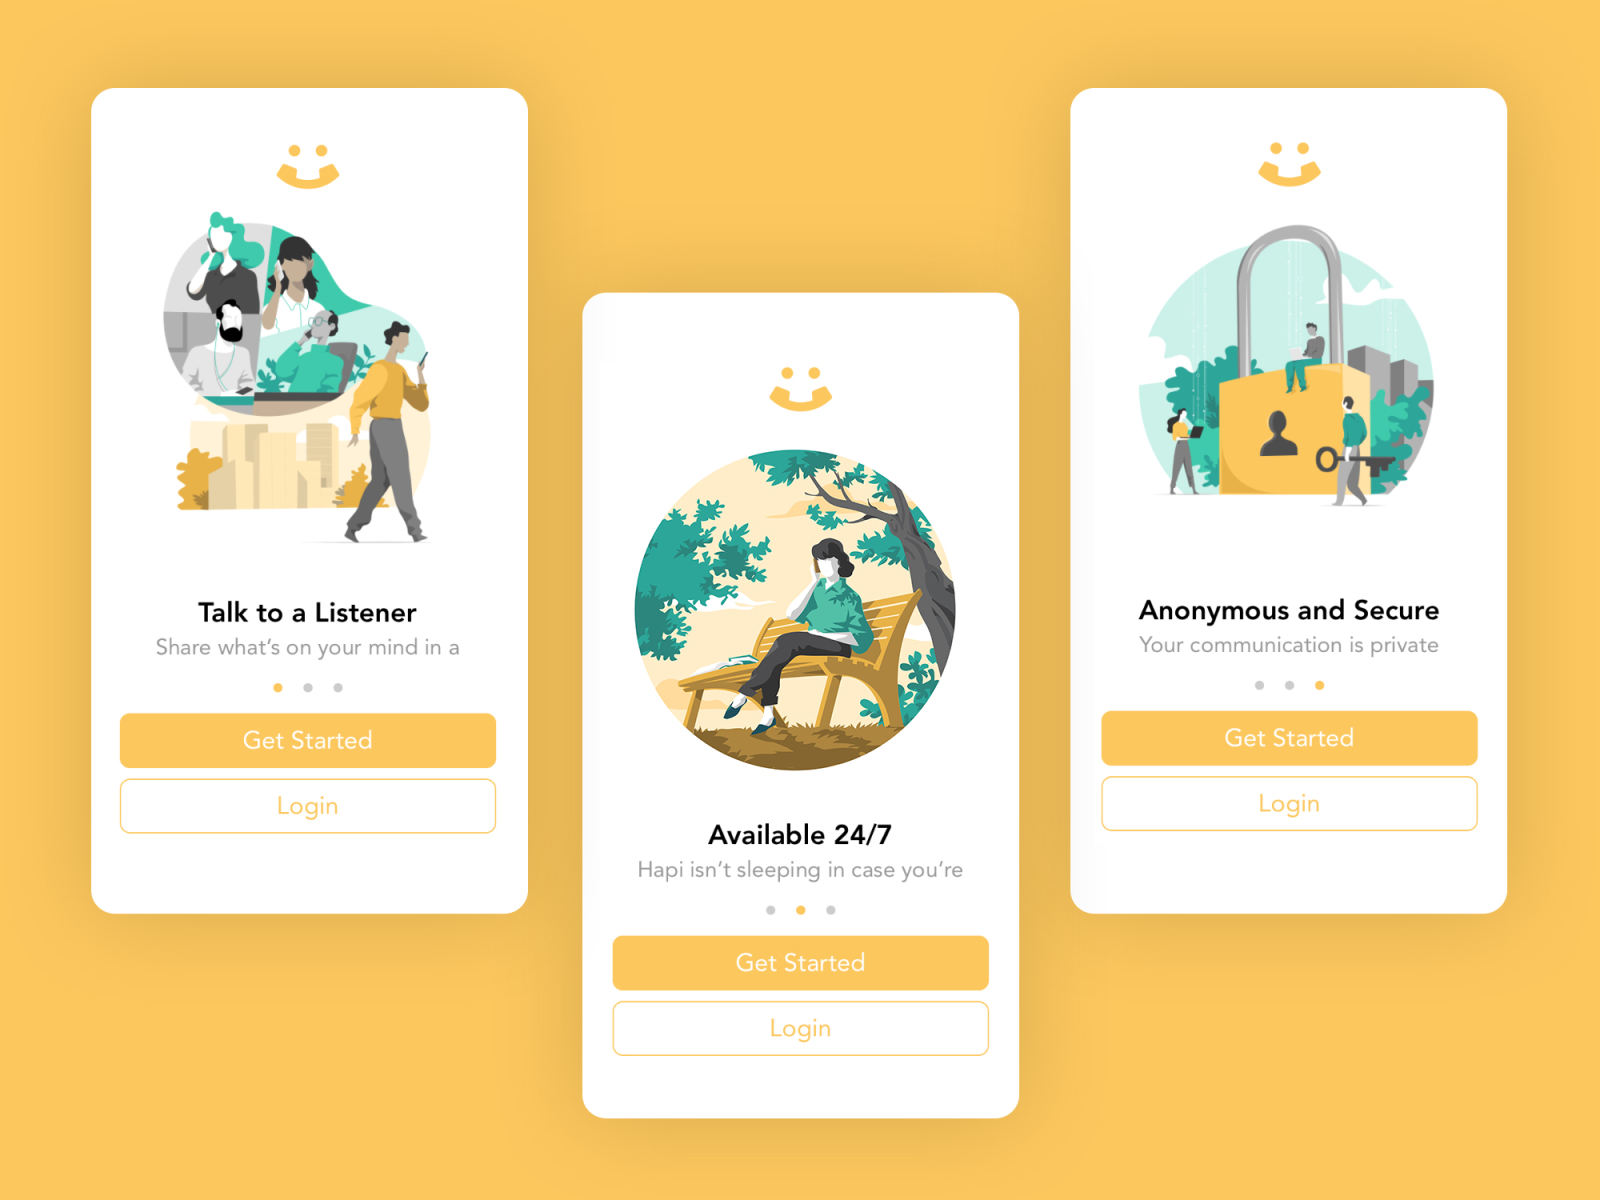 Talk to a Listener
Share what's on your mind in a
Get Started
Login
Available 24/7
Hapi isn't sleeping in case you're
Get Started
Login
Anonymous and Secure
Your communication is private
Get Started
Login